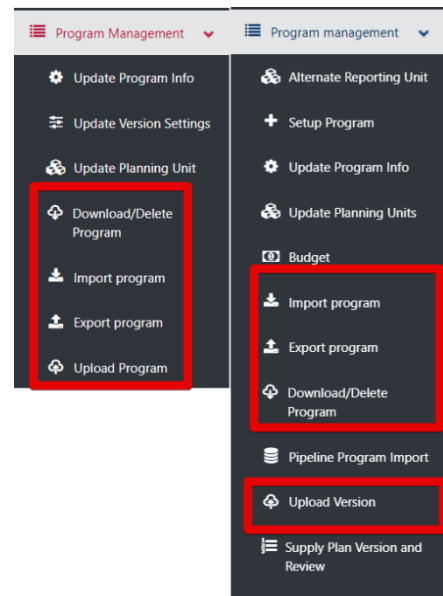 Program Management
Update Program Info
Update Version Settings
Update Planning Unit
Download/Delete
Program
Import program
Export program
Upload Program
Program management
Alternate Reporting Unit
Setup Program
Update Program Info
Update Planning Units
Budget
Import program
Export program
Download/Delete
Program
Pipeline Program Import
Upload Version
Supply Plan Version and
Review